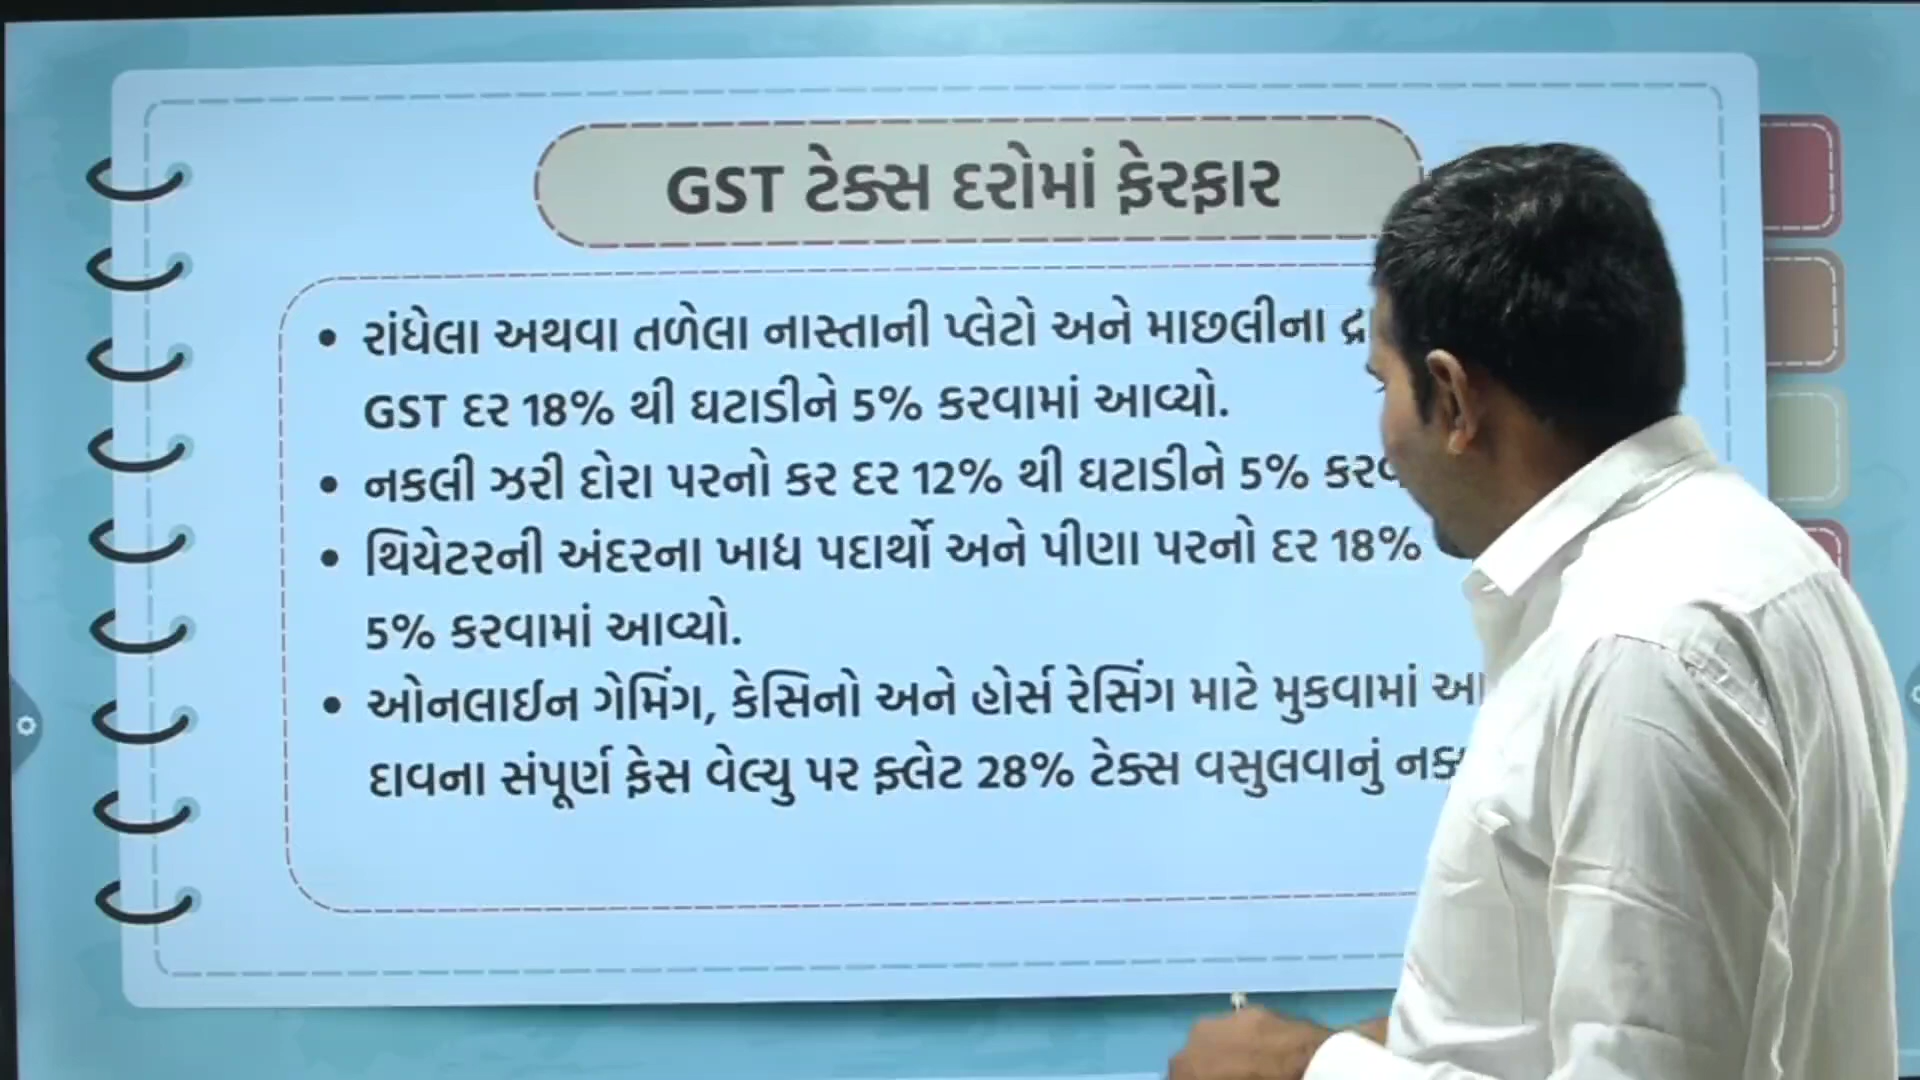 GST ટેક્સ દરોમાં ફેરફાર
• રાંધેલા અથવા તળેલા નાસ્તાની પ્લેટો અને માછલીના
GST દર 18% થી ઘટાડીને 5% કરવામાં આવ્યો.
• નકલી ઝરી દોરા પરનો કર દર 12% થી ઘટાડીને 5%
• થિયેટરની અંદરના ખાદ્ય પદાર્થો અને પીણા પરનો દર 18%
5% કરવામાં આવ્યો.
• ઓનલાઈન ગેમિંગ, કેસિનો અને હોર્સ રેસિંગ માટે મુકવામાં
દાવના સંપૂર્ણ ફેસ વેલ્યુ પર ફ્લેટ 28% ટેક્સ વસુલવાનું